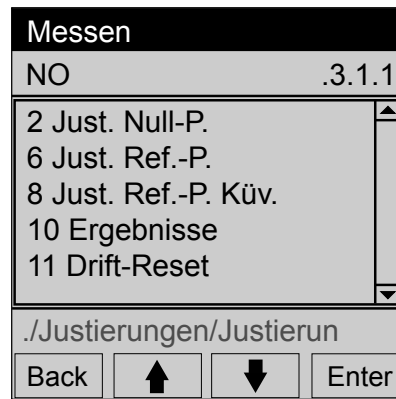 Messen
NO .3.1.1
2 Just. Null-P.
6 Just. Ref.-P.
8 Just. Ref.-P. Küv.
10 Ergebnisse
11 Drift-Reset
./Justierungen/Justierun
Back Enter